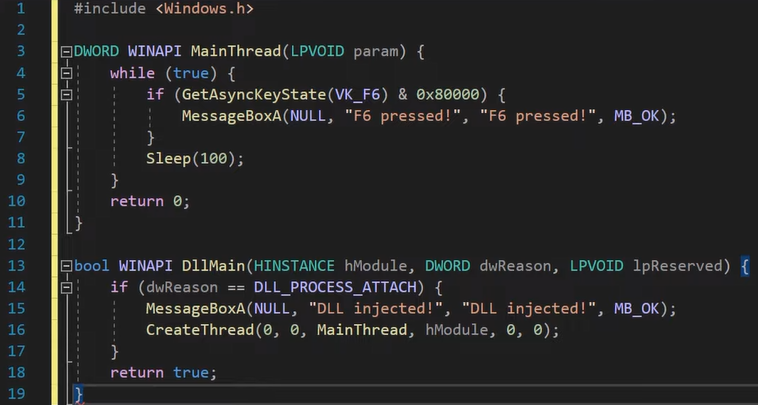 1 #include <Windows.h>
2
3 DWORD WINAPI MainThread(LPVOID param) {
4     while (true) {
5         if (GetAsyncKeyState(VK_F6) & 0x80000) {
6             MessageBoxA(NULL, "F6 pressed!", "F6 pressed!", MB_OK);
7         }
8         Sleep(100);
9     }
10     return 0;
11 }
12
13 bool WINAPI DllMain(HINSTANCE hModule, DWORD dwReason, LPVOID lpReserved) {
14     if (dwReason == DLL_PROCESS_ATTACH) {
15         MessageBoxA(NULL, "DLL injected!", "DLL injected!", MB_OK);
16         CreateThread(0, 0, MainThread, hModule, 0, 0);
17     }
18     return true;
19 }